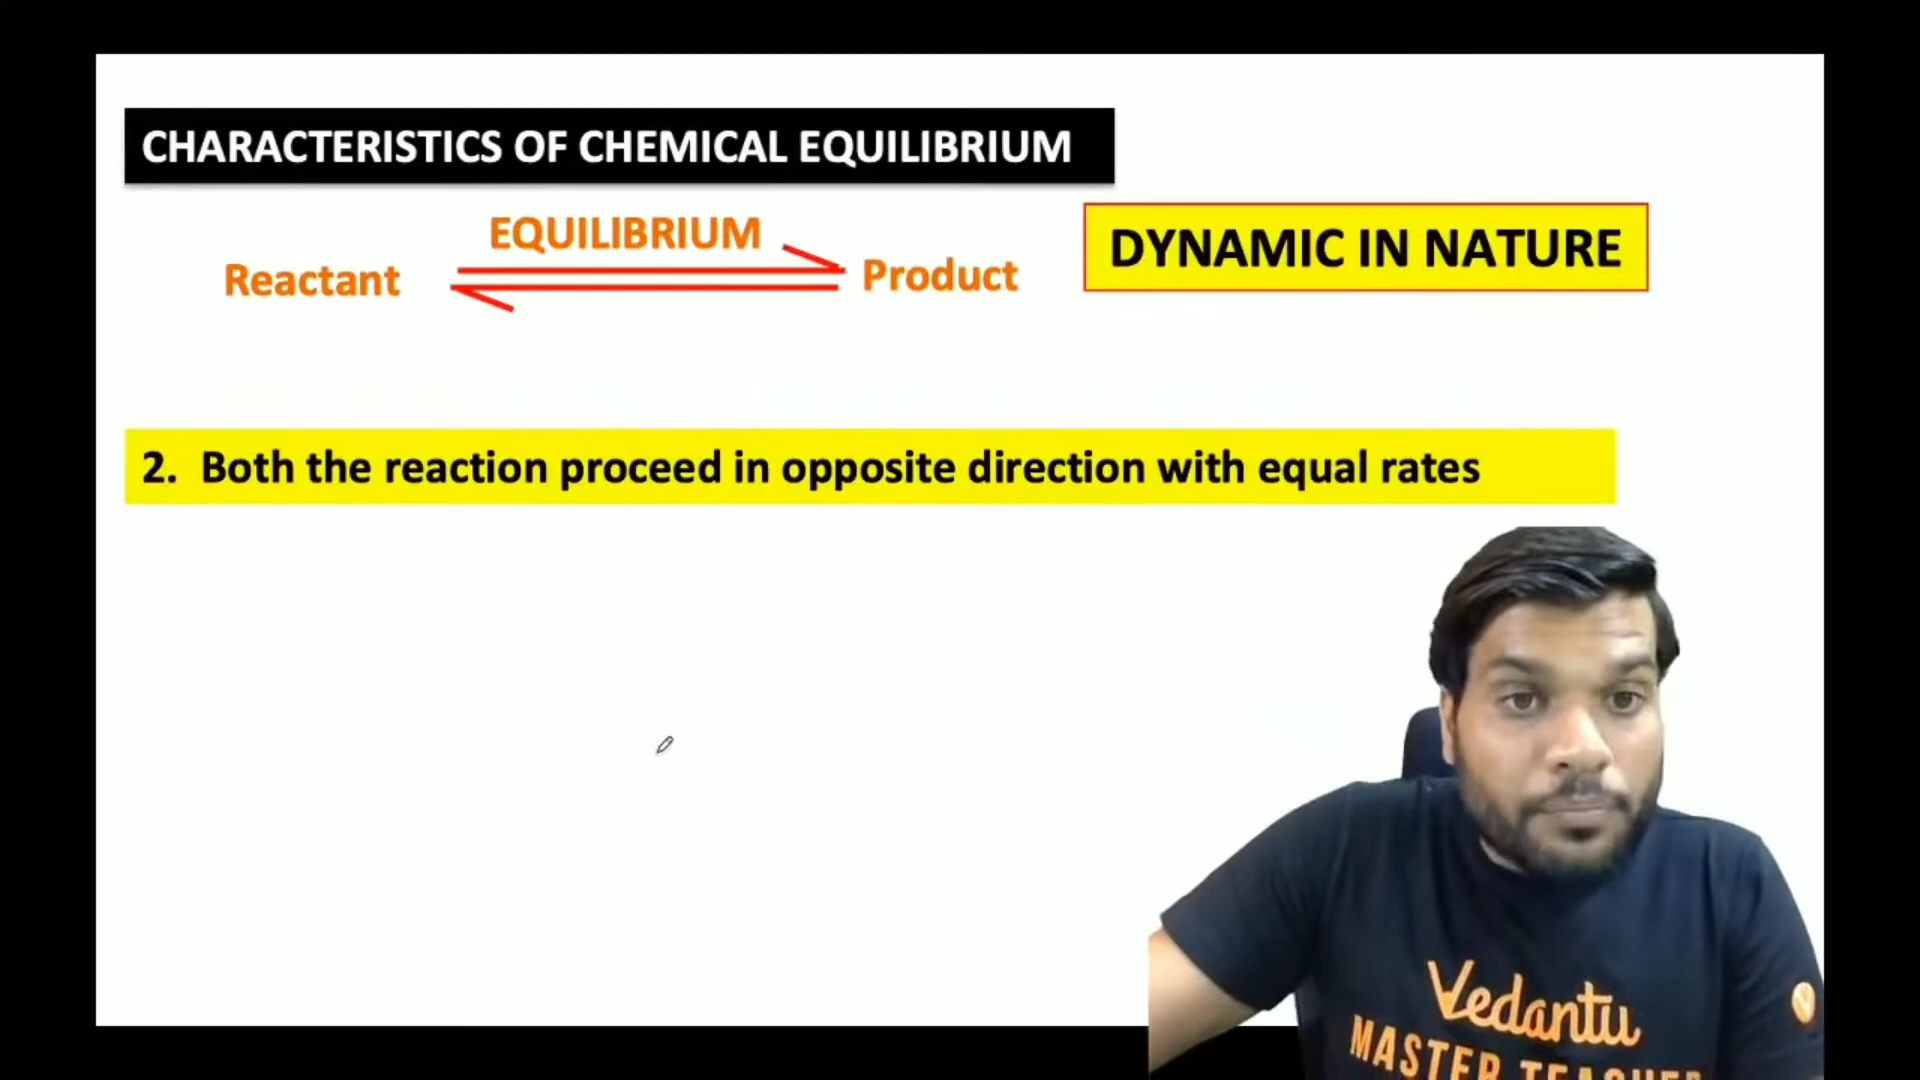 CHARACTERISTICS OF CHEMICAL EQUILIBRIUM
EQUILIBRIUM
Reactant
Product
DYNAMIC IN NATURE
2. Both the reaction proceed in opposite direction with equal rates
Vedantu
MASTER TEACHER